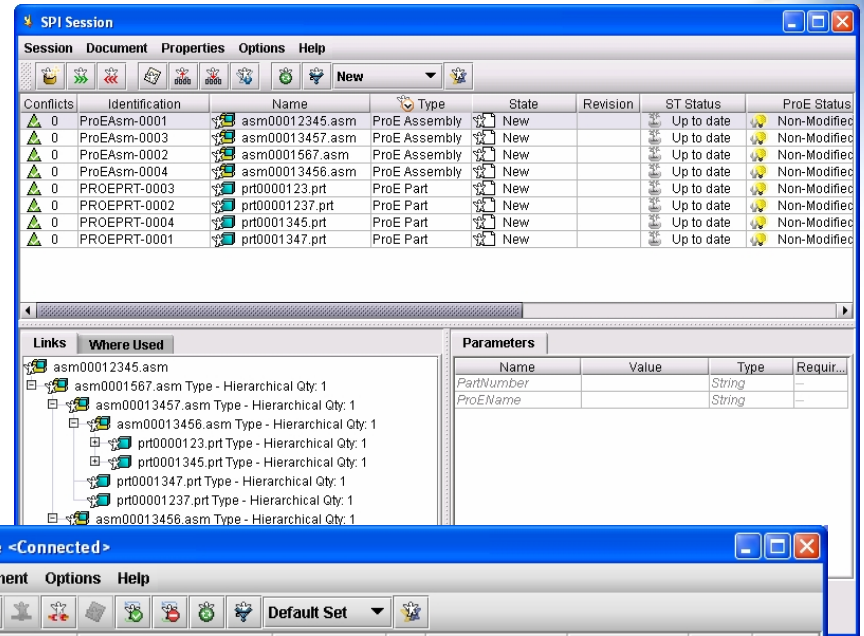 SPI Session
Session Document Properties Options Help
New
Conflicts Identification Name Type State Revision ST Status ProE Status
0 ProEAsm-0001 asm00012345.asm ProE Assembly New Up to date Non-Modified
0 ProEAsm-0003 asm00013457.asm ProE Assembly New Up to date Non-Modified
0 ProEAsm-0002 asm0001567.asm ProE Assembly New Up to date Non-Modified
0 ProEAsm-0004 asm00013456.asm ProE Assembly New Up to date Non-Modified
0 PROEPRT-0003 prt0000123.prt ProE Part New Up to date Non-Modified
0 PROEPRT-0002 prt00001237.prt ProE Part New Up to date Non-Modified
0 PROEPRT-0004 prt0001345.prt ProE Part New Up to date Non-Modified
0 PROEPRT-0001 prt0001347.prt ProE Part New Up to date Non-Modified
Links Where Used
asm00012345.asm
asm0001567.asm Type - Hierarchical Qty: 1
asm00013457.asm Type - Hierarchical Qty: 1
asm00013456.asm Type - Hierarchical Qty: 1
prt0000123.prt Type - Hierarchical Qty: 1
prt0001345.prt Type - Hierarchical Qty: 1
prt0001347.prt Type - Hierarchical Qty: 1
prt00001237.prt Type - Hierarchical Qty: 1
asm00013456.asm Type - Hierarchical Qty: 1
Parameters
Name Value Type Requir...
PartNumber String --
ProEName String --
<Connected>
Options Help
Default Set